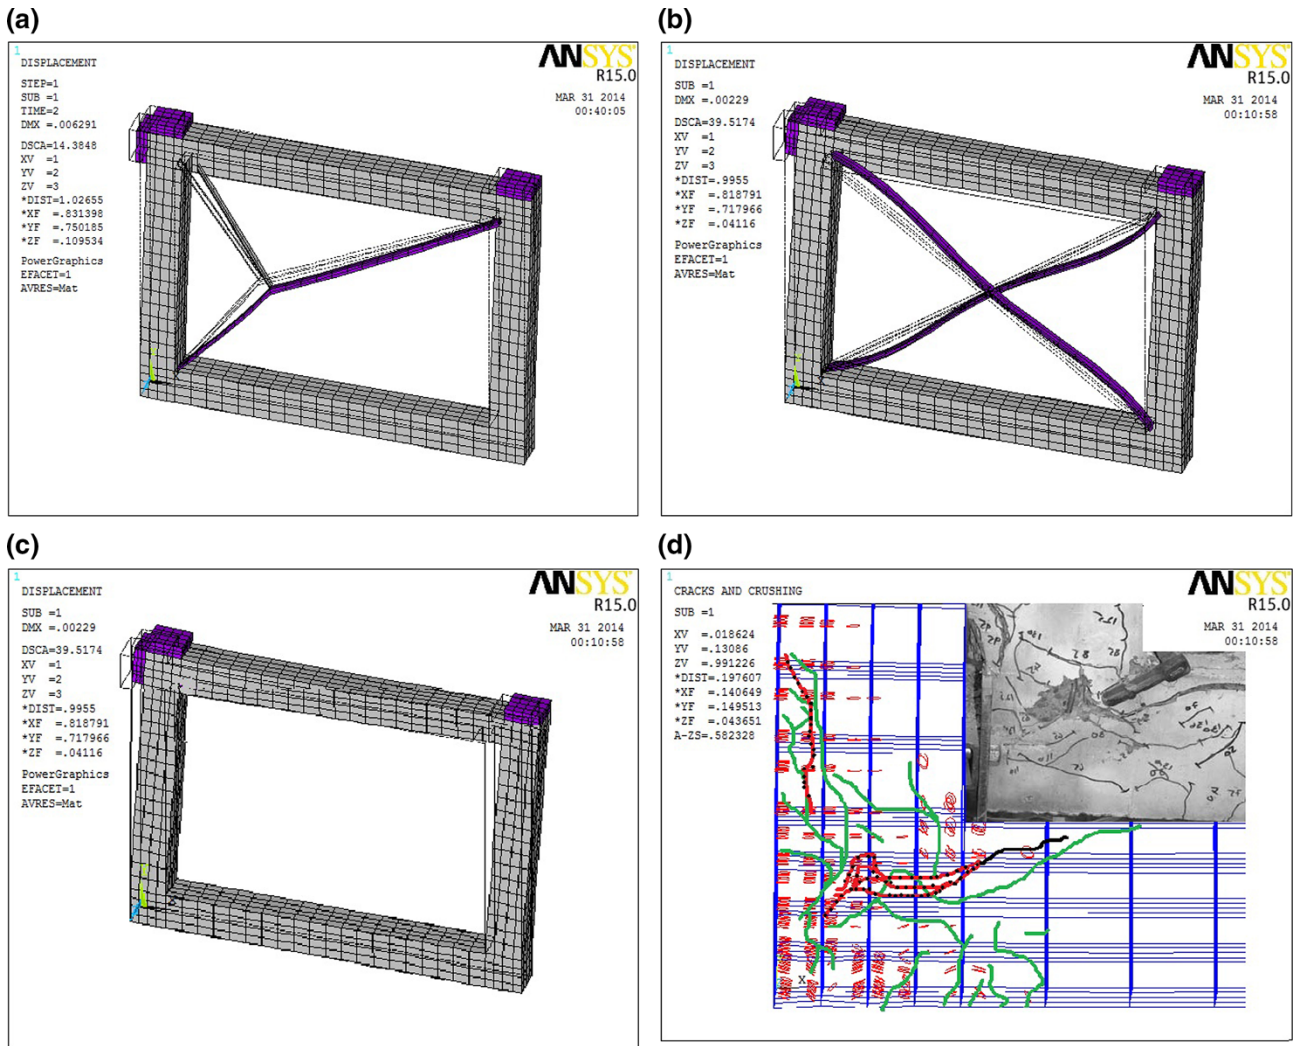 (a)
1
DISPLACEMENT
STEP=1
SUB =1
TIME=2
DMX =.006291
DSCA=14.3848
XV =1
YV =2
ZV =3
*DIST=1.02655
*XF =.831398
*YF =.750185
*ZF =.109534
PowerGraphics
EFACET=1
AVRES=Mat
ANSYS
R15.0
MAR 31 2014
00:40:05
(b)
1
DISPLACEMENT
SUB =1
DMX =.00229
DSCA=39.5174
XV =1
YV =2
ZV =3
*DIST=.9955
*XF =.818791
*YF =.717966
*ZF =.04116
PowerGraphics
EFACET=1
AVRES=Mat
ANSYS
R15.0
MAR 31 2014
00:10:58
(c)
1
DISPLACEMENT
SUB =1
DMX =.00229
DSCA=39.5174
XV =1
YV =2
ZV =3
*DIST=.9955
*XF =.818791
*YF =.717966
*ZF =.04116
PowerGraphics
EFACET=1
AVRES=Mat
ANSYS
R15.0
MAR 31 2014
00:10:58
(d)
1
CRACKS AND CRUSHING
SUB =1
XV =.018624
YV =.13086
ZV =.991226
*DIST=.197607
*XF =.140649
*YF =.149513
*ZF =.043651
A-ZS=.582328
ANSYS
R15.0
MAR 31 2014
00:10:58
X